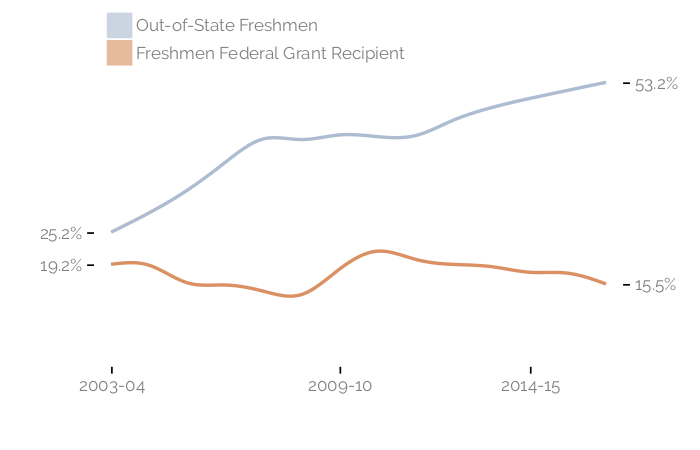 Out-of-State Freshmen
Freshmen Federal Grant Recipient
53.2%
25.2%
19.2%
15.5%
2003-04 2009-10 2014-15